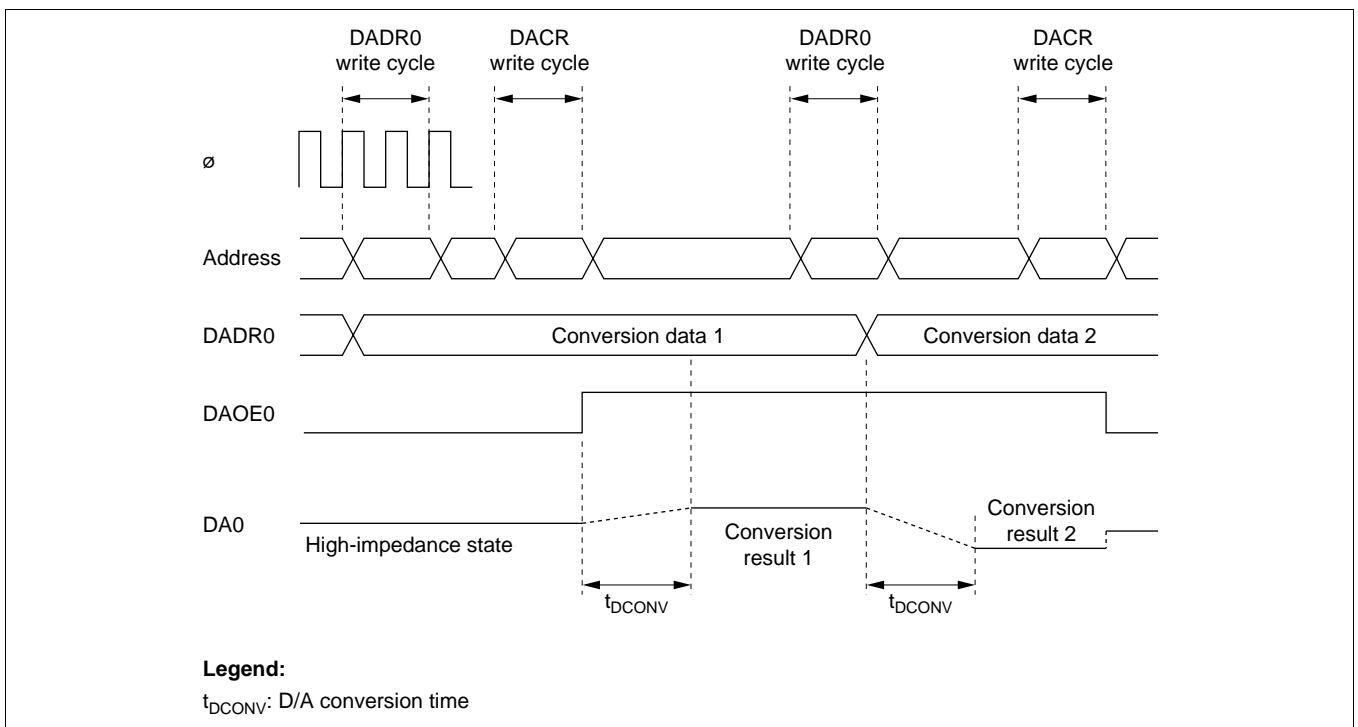 DADR0
write cycle
DACR
write cycle
DADR0
write cycle
DACR
write cycle
ø
Address
DADR0
Conversion data 1
Conversion data 2
DAOE0
DA0
High-impedance state
Conversion
result 1
Conversion
result 2
tDCONV
tDCONV
Legend:
tDCONV: D/A conversion time